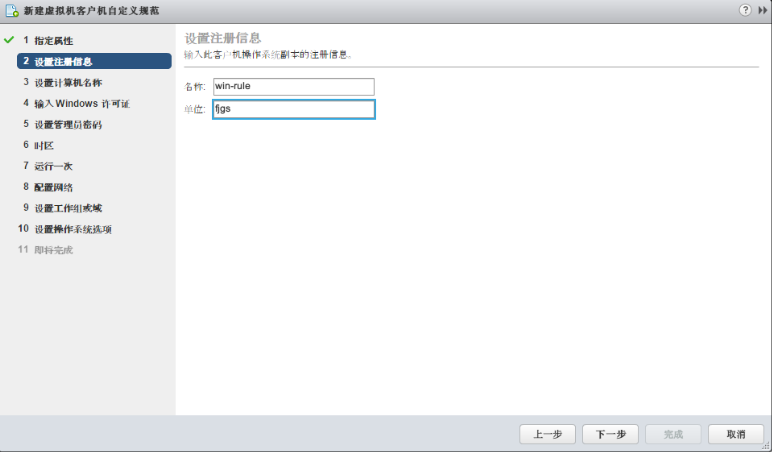 新建虚拟机客户机自定义规范
1 指定属性
2 设置注册信息
3 设置计算机名称
4 输入 Windows 许可证
5 设置管理员密码
6 时区
7 运行一次
8 配置网络
9 设置工作组或域
10 设置操作系统选项
11 即将完成
设置注册信息
输入此客户机操作系统副本的注册信息。
名称: win-rule
单位: fjgs
上一步 下一步 完成 取消